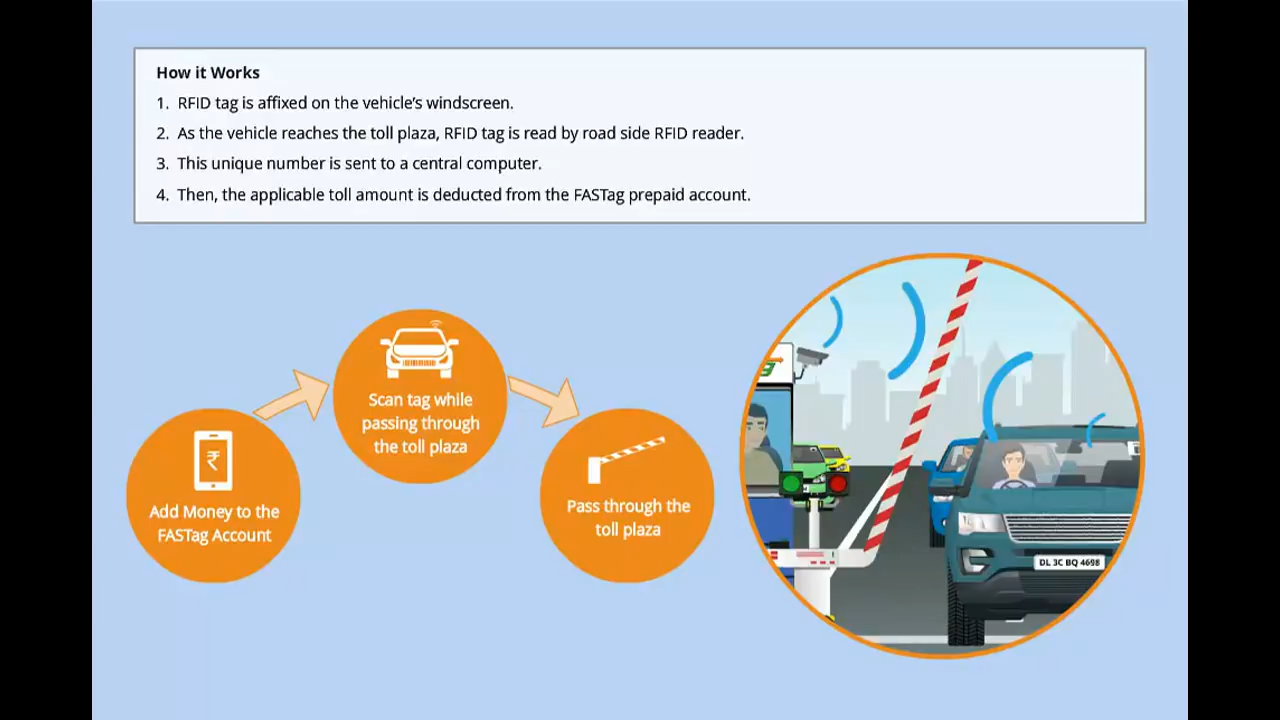 How it Works
1. RFID tag is affixed on the vehicle's windscreen.
2. As the vehicle reaches the toll plaza, RFID tag is read by road side RFID reader.
3. This unique number is sent to a central computer.
4. Then, the applicable toll amount is deducted from the FASTag prepaid account.
Scan tag while
passing through
the toll plaza
₹
Add Money to the
FASTag Account
Pass through the
toll plaza
DL 3C BQ 4698